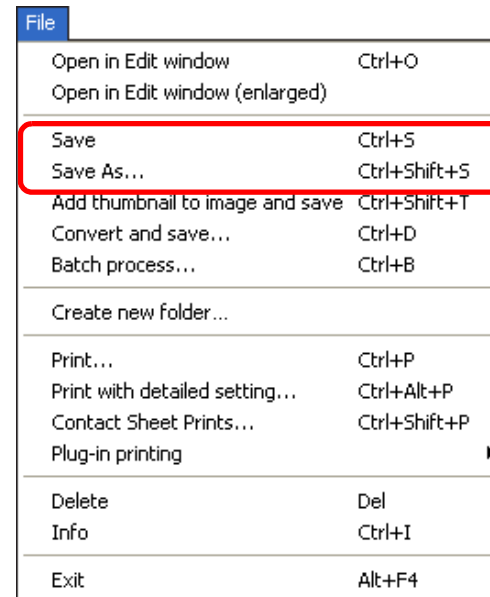 File
Open in Edit window Ctrl+O
Open in Edit window (enlarged)
Save Ctrl+S
Save As... Ctrl+Shift+S
Add thumbnail to image and save Ctrl+Shift+T
Convert and save... Ctrl+D
Batch process... Ctrl+B
Create new folder...
Print... Ctrl+P
Print with detailed setting... Ctrl+Alt+P
Contact Sheet Prints... Ctrl+Shift+P
Plug-in printing
Delete Del
Info Ctrl+I
Exit Alt+F4